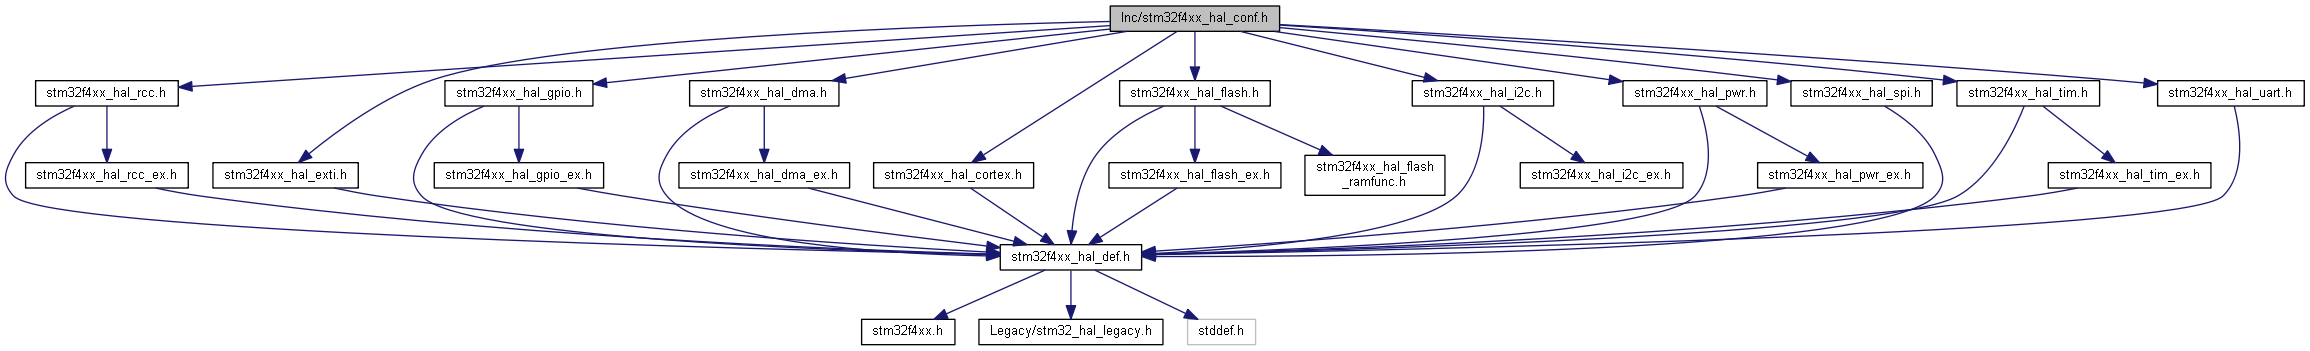 Inc/stm32f4xx_hal_conf.h
stm32f4xx_hal_rcc.h
stm32f4xx_hal_gpio.h
stm32f4xx_hal_dma.h
stm32f4xx_hal_flash.h
stm32f4xx_hal_i2c.h
stm32f4xx_hal_pwr.h
stm32f4xx_hal_spi.h
stm32f4xx_hal_tim.h
stm32f4xx_hal_uart.h
stm32f4xx_hal_rcc_ex.h
stm32f4xx_hal_exti.h
stm32f4xx_hal_gpio_ex.h
stm32f4xx_hal_dma_ex.h
stm32f4xx_hal_cortex.h
stm32f4xx_hal_flash_ex.h
stm32f4xx_hal_flash
_ramfunc.h
stm32f4xx_hal_i2c_ex.h
stm32f4xx_hal_pwr_ex.h
stm32f4xx_hal_tim_ex.h
stm32f4xx_hal_def.h
stm32f4xx.h
Legacy/stm32_hal_legacy.h
stddef.h